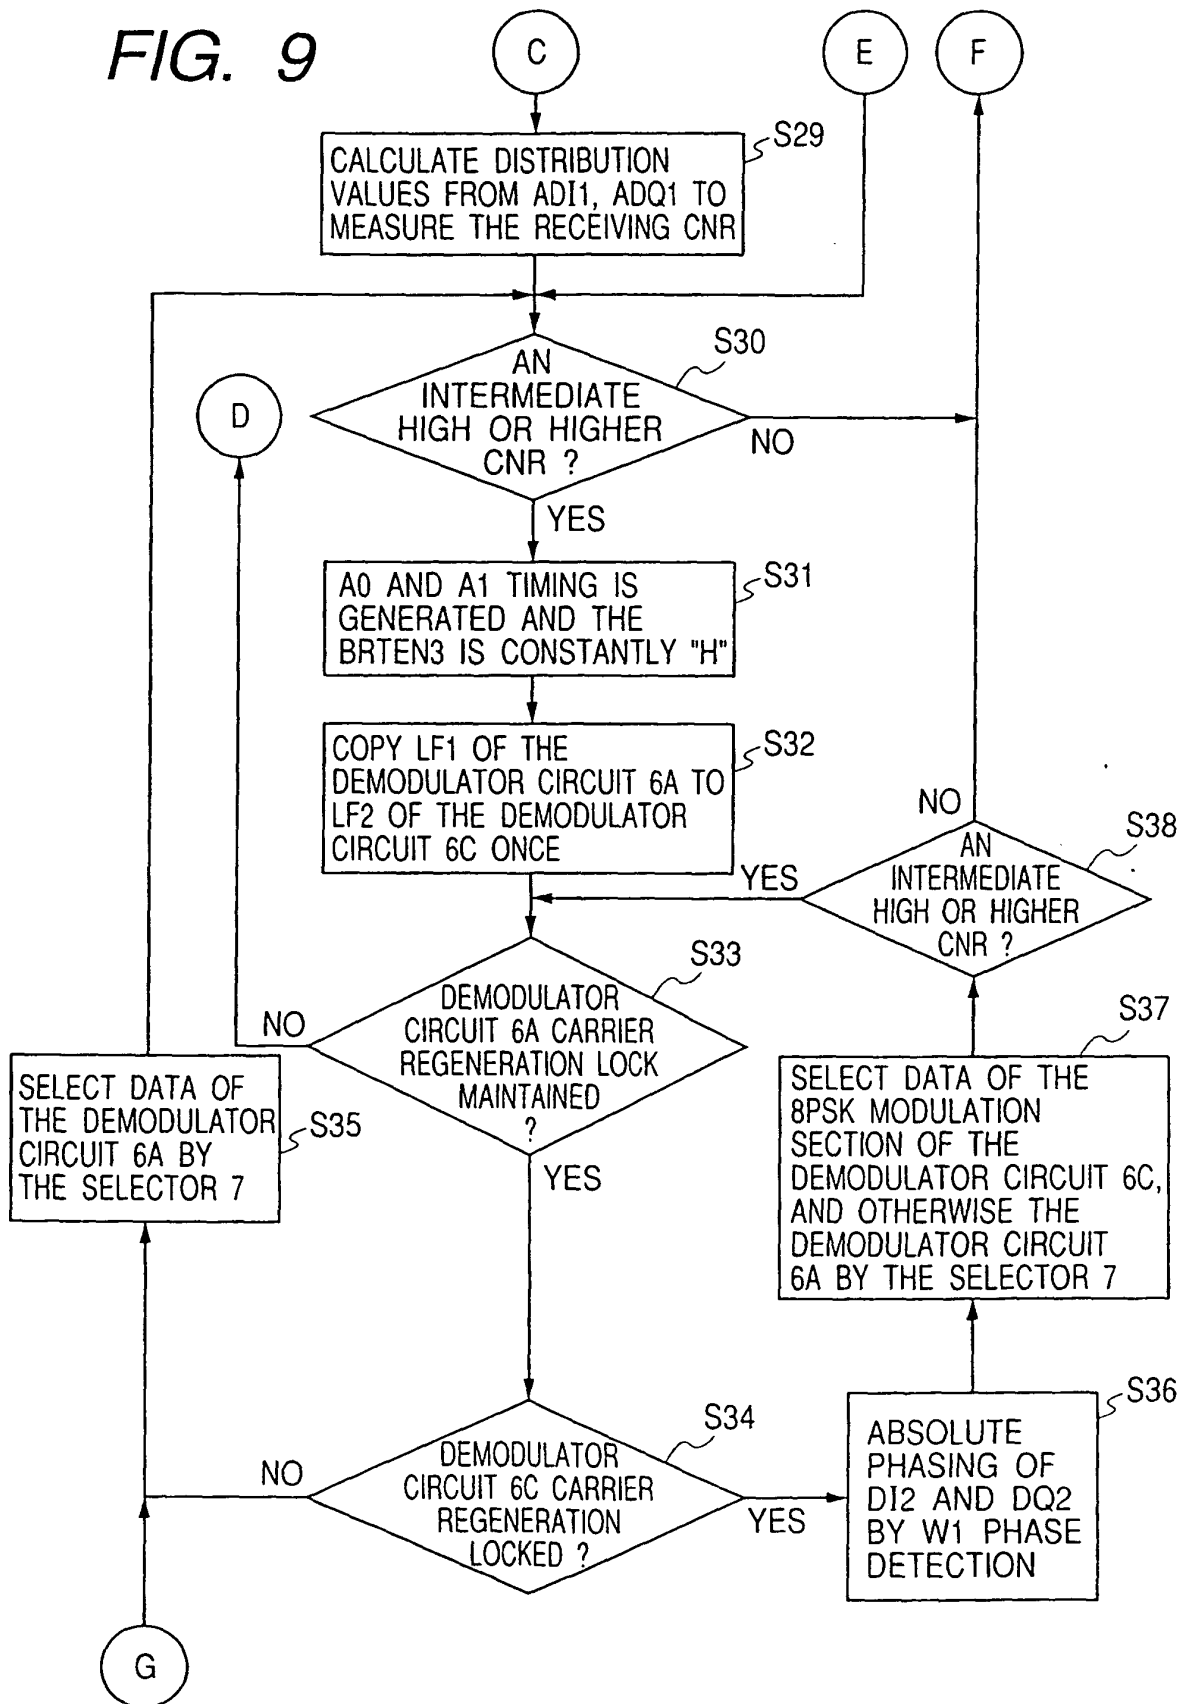 FIG. 9
C
E
F
S29
CALCULATE DISTRIBUTION
VALUES FROM ADI1, ADQ1 TO
MEASURE THE RECEIVING CNR
S30
AN
INTERMEDIATE
HIGH OR HIGHER
CNR ?
NO
YES
D
S31
A0 AND A1 TIMING IS
GENERATED AND THE
BRTEN3 IS CONSTANTLY "H"
S32
COPY LF1 OF THE
DEMODULATOR CIRCUIT 6A TO
LF2 OF THE DEMODULATOR
CIRCUIT 6C ONCE
NO
S38
AN
INTERMEDIATE
HIGH OR HIGHER
CNR ?
YES
S33
DEMODULATOR
CIRCUIT 6A CARRIER
REGENERATION LOCK
MAINTAINED
?
NO
YES
S35
SELECT DATA OF
THE DEMODULATOR
CIRCUIT 6A BY
THE SELECTOR 7
S37
SELECT DATA OF THE
8PSK MODULATION
SECTION OF THE
DEMODULATOR CIRCUIT 6C,
AND OTHERWISE THE
DEMODULATOR CIRCUIT
6A BY THE SELECTOR 7
S34
DEMODULATOR
CIRCUIT 6C CARRIER
REGENERATION
LOCKED ?
NO
YES
S36
ABSOLUTE
PHASING OF
DI2 AND DQ2
BY W1 PHASE
DETECTION
G